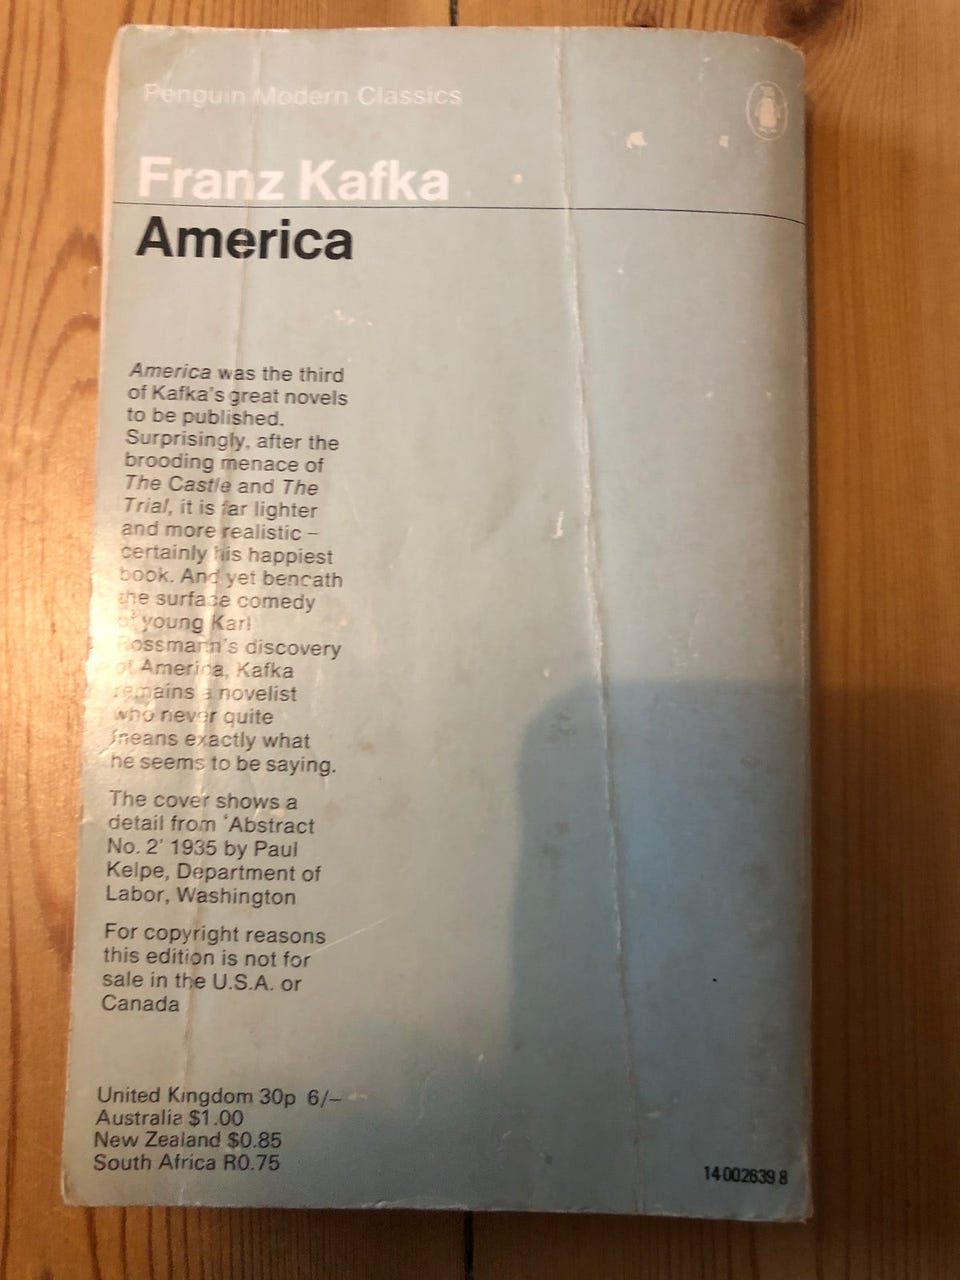 Penguin Modern Classics
Franz Kafka
America
America was the third
of Kafka's great novels
to be published.
Surprisingly, after the
brooding menace of
The Castle and The
Trial, it is far lighter
and more realistic –
certainly his happiest
book. And yet beneath
the surface comedy
of young Karl
Rossmann's discovery
of America, Kafka
remains a novelist
who never quite
means exactly what
he seems to be saying.
The cover shows a
detail from 'Abstract
No. 2' 1935 by Paul
Kelpe, Department of
Labor, Washington
For copyright reasons
this edition is not for
sale in the U.S.A. or
Canada
United Kingdom 30p 6/–
Australia $1.00
New Zealand $0.85
South Africa R0.75
14 002639 8